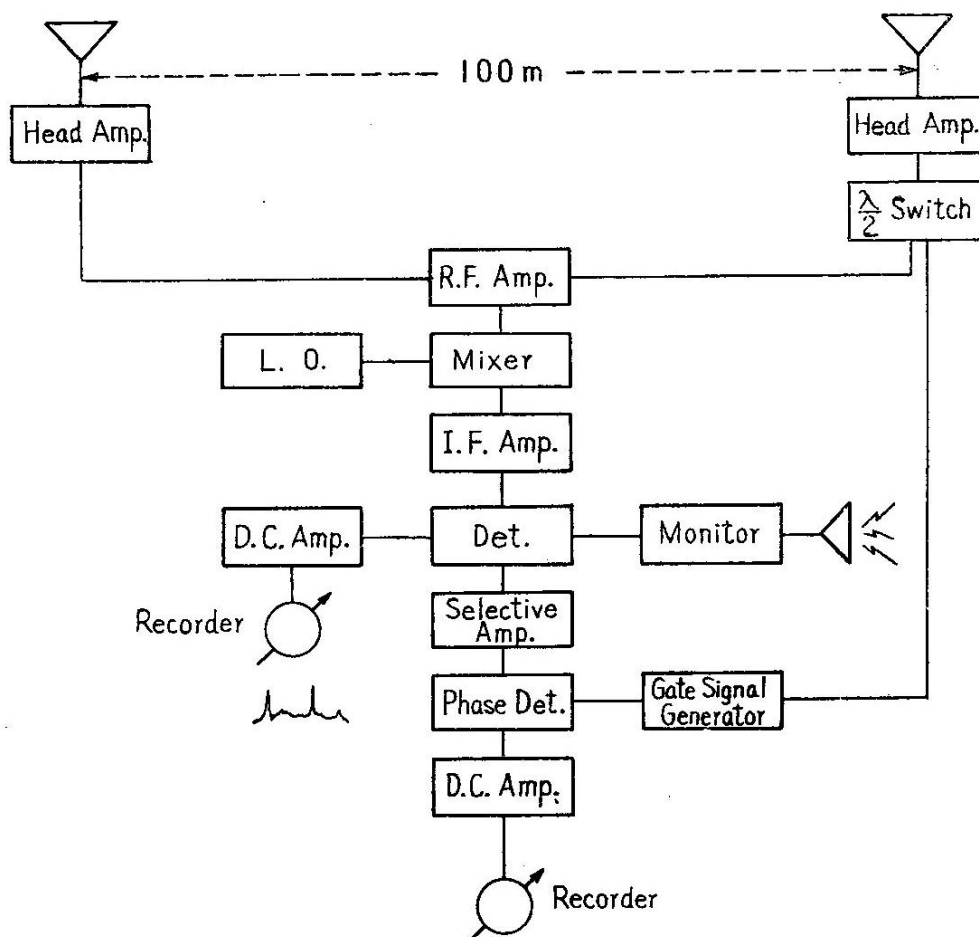 100 m
Head Amp.
Head Amp.
λ/2 Switch
R.F. Amp.
L. O.
Mixer
I.F. Amp.
D.C. Amp.
Det.
Monitor
Recorder
Selective
Amp.
Phase Det.
Gate Signal
Generator
D.C. Amp.
Recorder